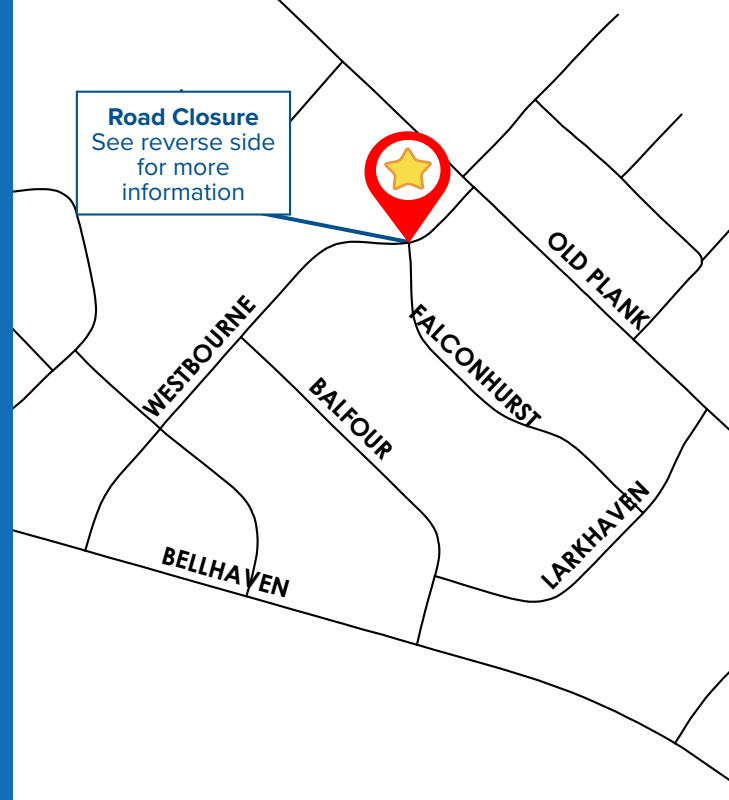 Road Closure
See reverse side
for more
information
OLD PLANK
WESTBOURNE
FALCONHURST
BALFOUR
LARKHAVEN
BELLHAVEN